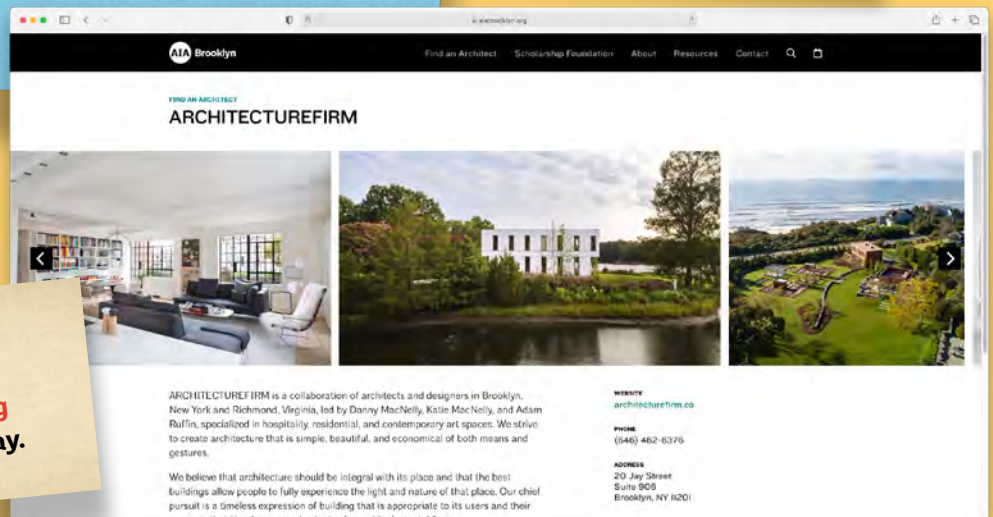 aiabrooklyn.org
AIA Brooklyn
Find an Architect Scholarship Foundation About Resources Contact
FIND AN ARCHITECT
ARCHITECTUREFIRM
ARCHITECTUREFIRM is a collaboration of architects and designers in Brooklyn,
New York and Richmond, Virginia, led by Danny MacNelly, Katie MacNelly, and Adam
Ruffin, specialized in hospitality, residential, and contemporary art spaces. We strive
to create architecture that is simple, beautiful, and economical of both means and
gestures.
We believe that architecture should be integral with its place and that the best
buildings allow people to fully experience the light and nature of that place. Our chief
pursuit is a timeless expression of building that is appropriate to its users and their
WEBSITE
architecturefirm.co
PHONE
(646) 462-6376
ADDRESS
20 Jay Street
Suite 906
Brooklyn, NY 11201
g
ay.